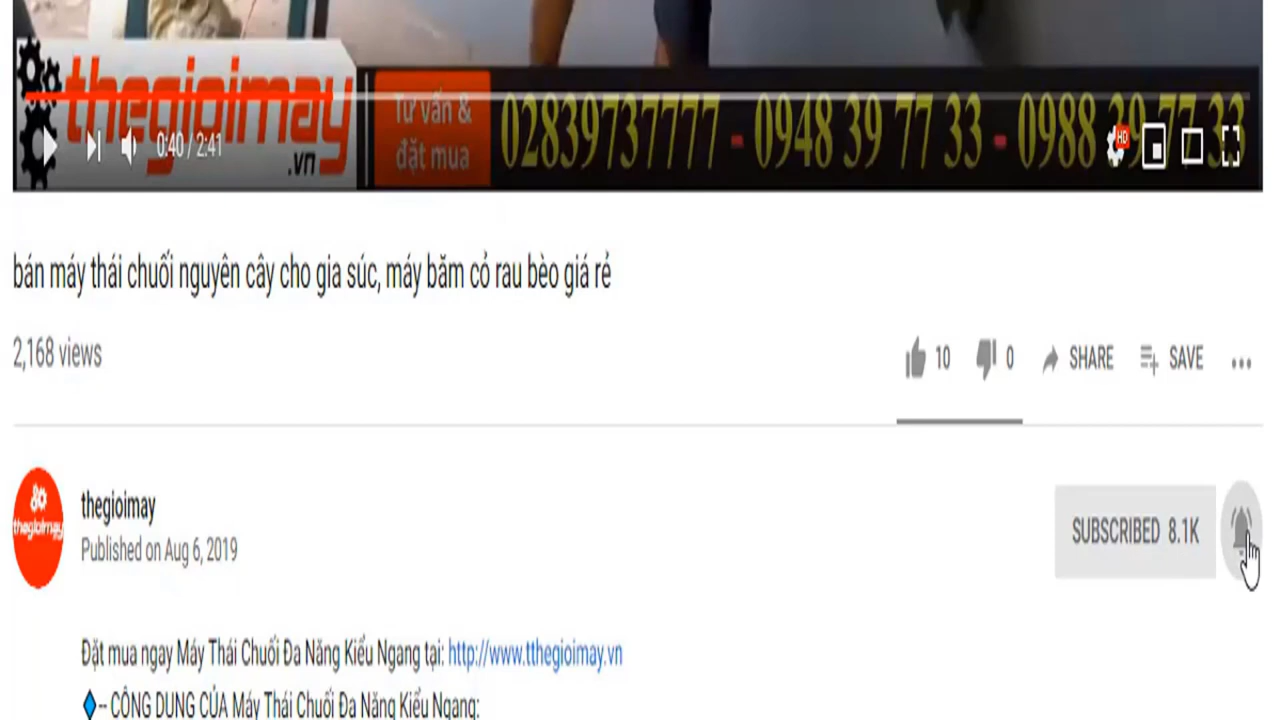 thegioimay
.vn
Tư vấn &
đặt mua
02839737777 - 0948 39 77 33 - 0988 39 77 33
HD
0:40 / 2:41
bán máy thái chuối nguyên cây cho gia súc, máy băm cỏ rau bèo giá rẻ
2,168 views
10 0 SHARE SAVE
thegioimay
thegioimay
Published on Aug 6, 2019
SUBSCRIBED 8.1K
Đặt mua ngay Máy Thái Chuối Đa Năng Kiểu Ngang tại: http://www.tthegioimay.vn
-- CÔNG DỤNG CỦA Máy Thái Chuối Đa Năng Kiểu Ngang: